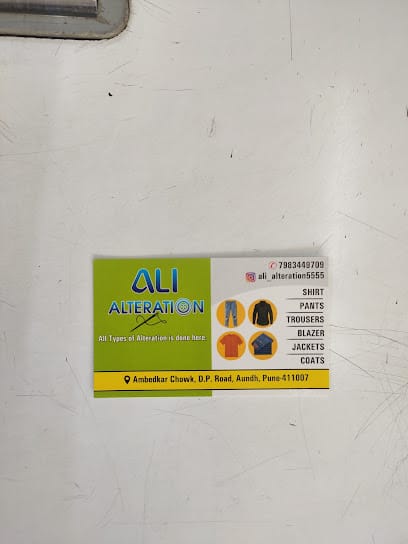 ALI
ALTERATION
All Types of Alteration is done here.
7983449709
ali_alteration5555
SHIRT
PANTS
TROUSERS
BLAZER
JACKETS
COATS
Ambedkar Chowk, D.P. Road, Aundh, Pune-411007